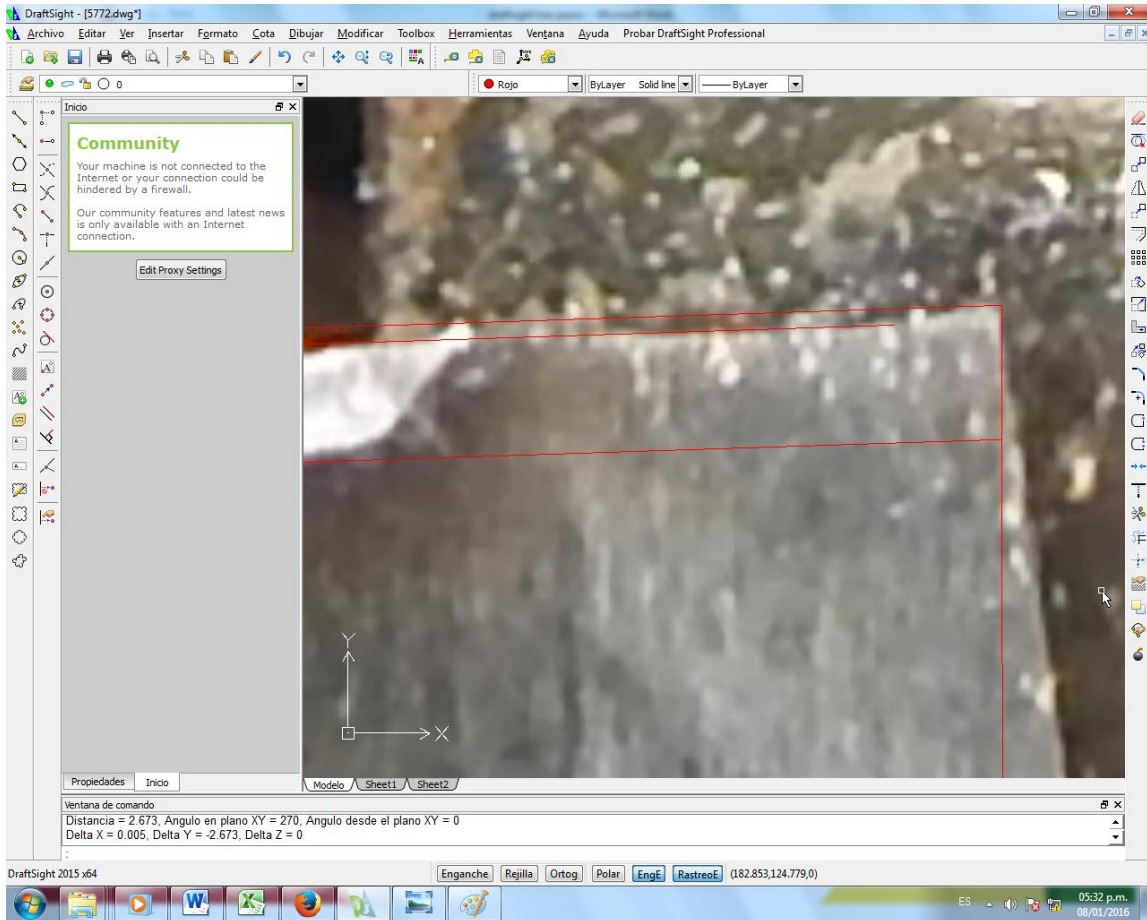 DraftSight - [5772.dwg*]
Archivo Editar Ver Insertar Formato Cota Dibujar Modificar Toolbox Herramientas Ventana Ayuda Probar DraftSight Professional
0
Rojo
ByLayer Solid line
ByLayer
Inicio
Community
Your machine is not connected to the
Internet or your connection could be
hindered by a firewall.
Our community features and latest news
is only available with an Internet
connection.
Edit Proxy Settings
Y
X
Propiedades Inicio
Modelo Sheet1 Sheet2
Ventana de comando
Distancia = 2.673, Angulo en plano XY = 270, Angulo desde el plano XY = 0
Delta X = 0.005, Delta Y = -2.673, Delta Z = 0
:
DraftSight 2015 x64
Enganche Rejilla Ortog Polar EngE RastreoE (182.853,124.779,0)
ES
05:32 p.m.
08/01/2016